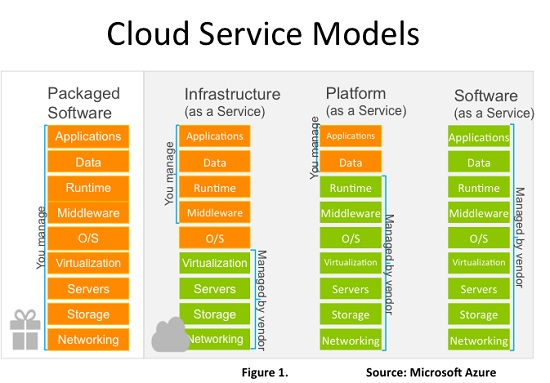 Cloud Service Models
Packaged
Software
You manage
Applications
Data
Runtime
Middleware
O/S
Virtualization
Servers
Storage
Networking
Infrastructure
(as a Service)
You manage
Applications
Data
Runtime
Middleware
O/S
Virtualization
Servers
Storage
Networking
Managed by vendor
Platform
(as a Service)
You manage
Applications
Data
Runtime
Middleware
O/S
Virtualization
Servers
Storage
Networking
Managed by vendor
Software
(as a Service)
Applications
Data
Runtime
Middleware
O/S
Virtualization
Servers
Storage
Networking
Managed by vendor
Figure 1.
Source: Microsoft Azure